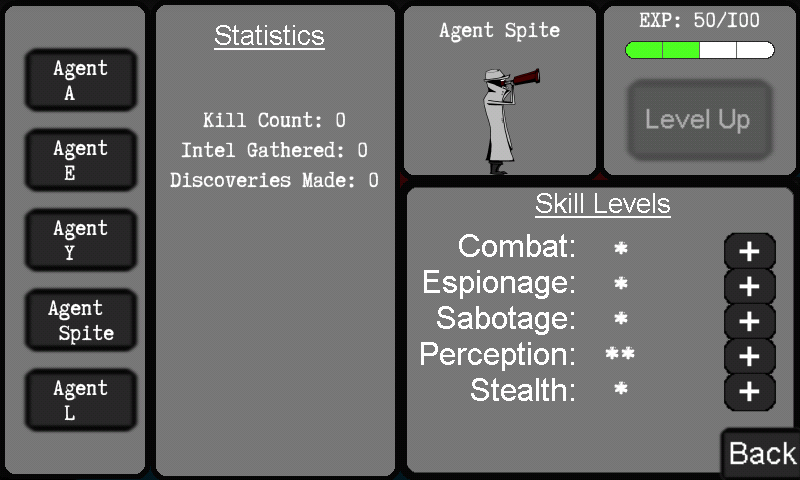 Agent
A
Agent
E
Agent
Y
Agent
Spite
Agent
L
Statistics
Kill Count: 0
Intel Gathered: 0
Discoveries Made: 0
Agent Spite
EXP: 50/100
Level Up
Skill Levels
Combat: * +
Espionage: * +
Sabotage: * +
Perception: ** +
Stealth: * +
Back